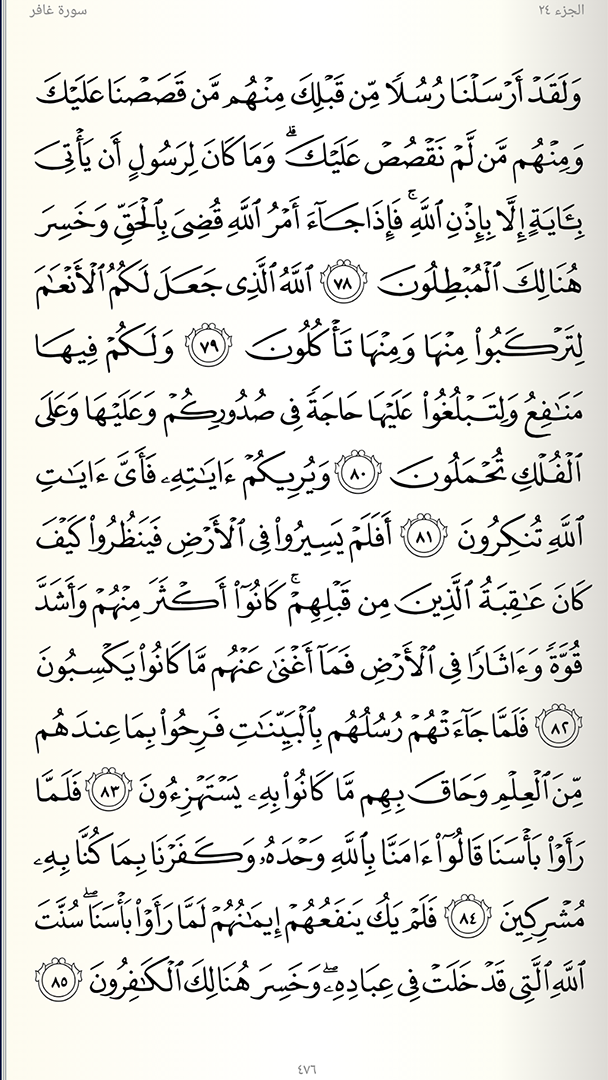 الجزء ٢٤
سورة غافر
وَلَقَدْ أَرْسَلْنَا رُسُلًا مِّن قَبْلِكَ مِنْهُم مَّن قَصَصْنَا عَلَيْكَ
وَمِنْهُم مَّن لَّمْ نَقْصُصْ عَلَيْكَ ۗ وَمَا كَانَ لِرَسُولٍ أَن يَأْتِىَ
بِـَٔايَةٍ إِلَّا بِإِذْنِ ٱللَّهِ ۚ فَإِذَا جَآءَ أَمْرُ ٱللَّهِ قُضِىَ بِٱلْحَقِّ وَخَسِرَ
هُنَالِكَ ٱلْمُبْطِلُونَ ٧٨ ٱللَّهُ ٱلَّذِى جَعَلَ لَكُمُ ٱلْأَنْعَٰمَ
لِتَرْكَبُوا۟ مِنْهَا وَمِنْهَا تَأْكُلُونَ ٧٩ وَلَكُمْ فِيهَا
مَنَٰفِعُ وَلِتَبْلُغُوا۟ عَلَيْهَا حَاجَةً فِى صُدُورِكُمْ وَعَلَيْهَا وَعَلَى
ٱلْفُلْكِ تُحْمَلُونَ ٨٠ وَيُرِيكُمْ ءَايَٰتِهِۦ فَأَىَّ ءَايَٰتِ
ٱللَّهِ تُنكِرُونَ ٨١ أَفَلَمْ يَسِيرُوا۟ فِى ٱلْأَرْضِ فَيَنظُرُوا۟ كَيْفَ
كَانَ عَٰقِبَةُ ٱلَّذِينَ مِن قَبْلِهِمْ ۚ كَانُوٓا۟ أَكْثَرَ مِنْهُمْ وَأَشَدَّ
قُوَّةً وَءَاثَارًا فِى ٱلْأَرْضِ فَمَآ أَغْنَىٰ عَنْهُم مَّا كَانُوا۟ يَكْسِبُونَ
٨٢ فَلَمَّا جَآءَتْهُمْ رُسُلُهُم بِٱلْبَيِّنَٰتِ فَرِحُوا۟ بِمَا عِندَهُم
مِّنَ ٱلْعِلْمِ وَحَاقَ بِهِم مَّا كَانُوا۟ بِهِۦ يَسْتَهْزِءُونَ ٨٣ فَلَمَّا
رَأَوْا۟ بَأْسَنَا قَالُوٓا۟ ءَامَنَّا بِٱللَّهِ وَحْدَهُۥ وَكَفَرْنَا بِمَا كُنَّا بِهِۦ
مُشْرِكِينَ ٨٤ فَلَمْ يَكُ يَنفَعُهُمْ إِيمَٰنُهُمْ لَمَّا رَأَوْا۟ بَأْسَنَا ۖ سُنَّتَ
ٱللَّهِ ٱلَّتِى قَدْ خَلَتْ فِى عِبَادِهِۦ ۖ وَخَسِرَ هُنَالِكَ ٱلْكَٰفِرُونَ ٨٥
٤٧٦